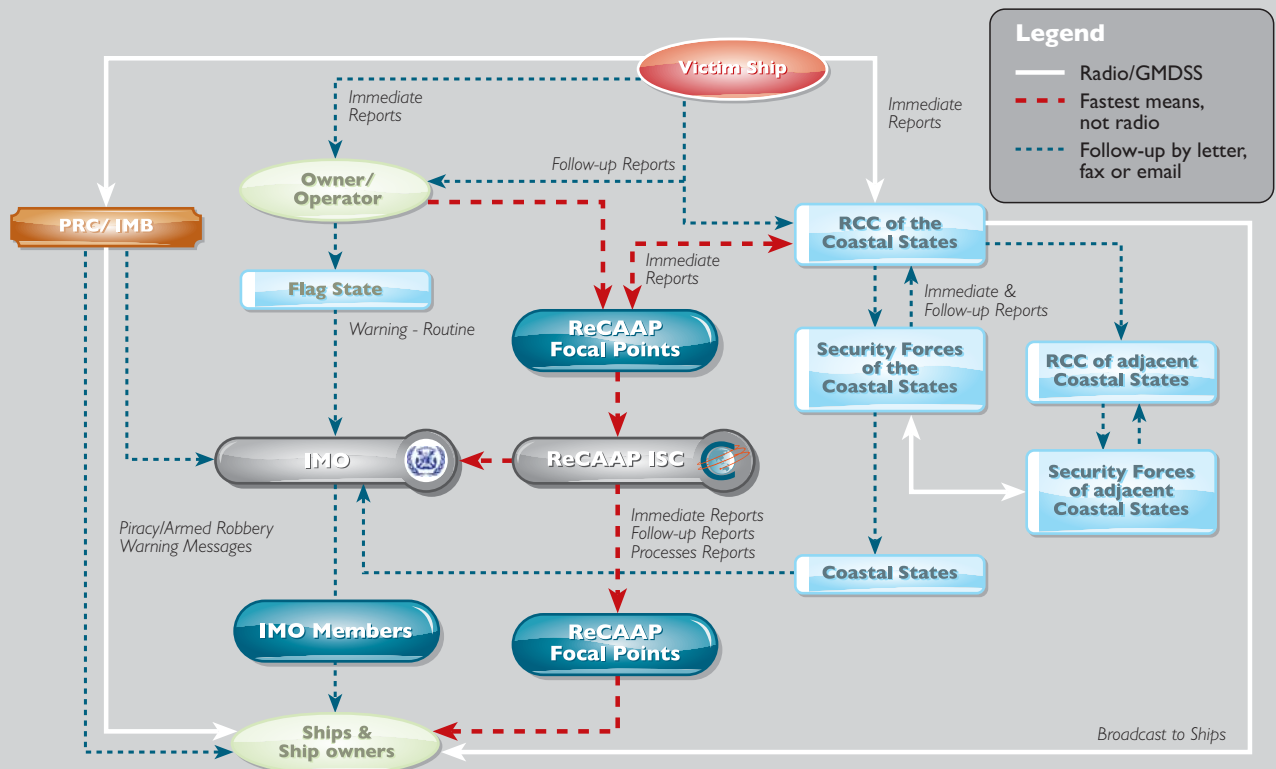 Victim Ship
Legend
Radio/GMDSS
Fastest means,
not radio
Follow-up by letter,
fax or email
Immediate
Reports
Immediate
Reports
Follow-up Reports
Owner/
Operator
PRC/IMB
RCC of the
Coastal States
Immediate
Reports
Flag State
Immediate &
Follow-up Reports
Warning - Routine
ReCAAP
Focal Points
Security Forces
of the
Coastal States
RCC of adjacent
Coastal States
IMO
ReCAAP ISC
Security Forces
of adjacent
Coastal States
Piracy/Armed Robbery
Warning Messages
Immediate Reports
Follow-up Reports
Processes Reports
Coastal States
IMO Members
ReCAAP
Focal Points
Ships &
Ship owners
Broadcast to Ships